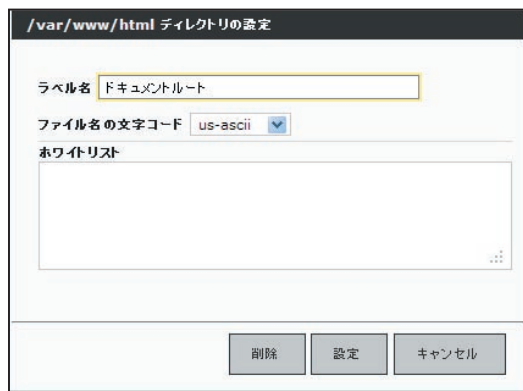 /var/www/html ディレクトリの設定
ラベル名 ドキュメントルート
ファイル名の文字コード us-ascii
ホワイトリスト
削除 設定 キャンセル